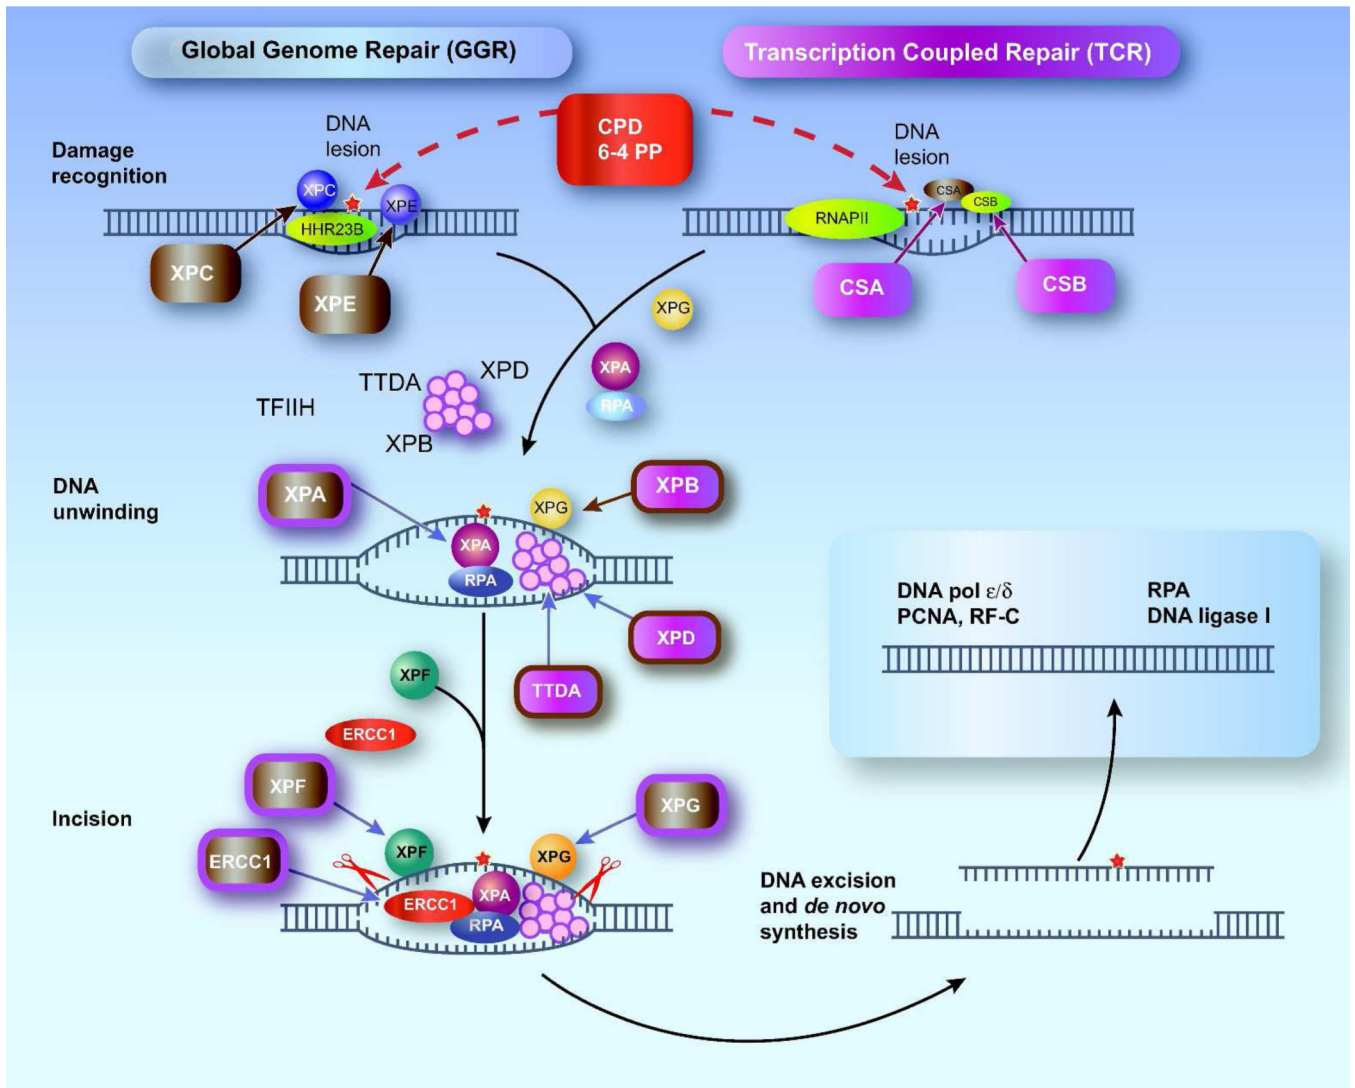 Global Genome Repair (GGR)
Transcription Coupled Repair (TCR)
CPD
6-4 PP
DNA
lesion
DNA
lesion
Damage
recognition
XPC
XPE
HHR23B
CSA
CSB
RNAPII
XPC
XPE
CSA
CSB
XPG
XPA
RPA
XPD
TTDA
TFIIH
XPB
DNA
unwinding
XPA
XPG
XPB
XPA
RPA
XPD
TTDA
DNA pol ε/δ
PCNA, RF-C
RPA
DNA ligase I
XPF
ERCC1
XPF
XPG
Incision
ERCC1
XPF
XPG
XPA
ERCC1
RPA
DNA excision
and de novo
synthesis